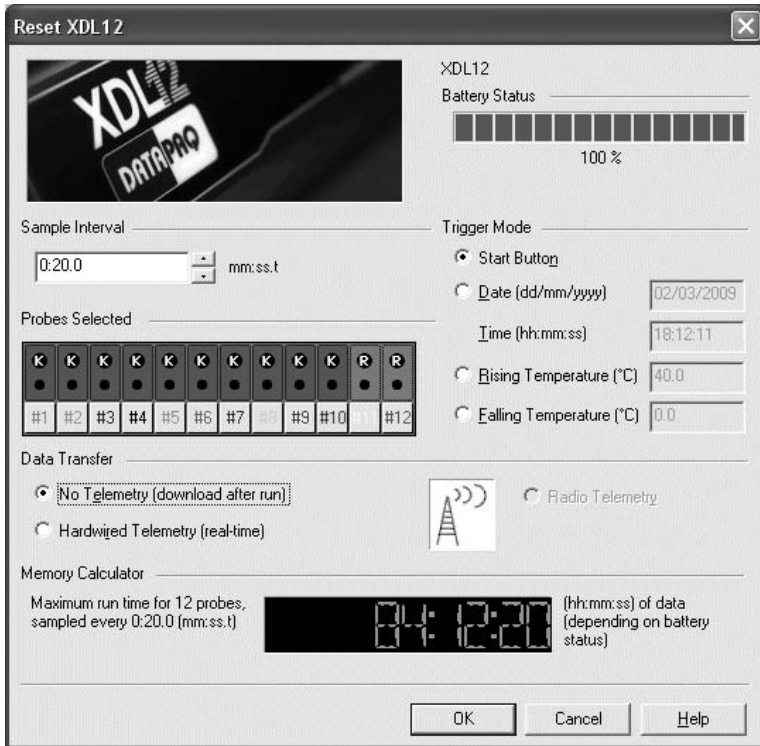 Reset XDL12
XDL12
DATAPAQ
XDL12
Battery Status
100 %
Sample Interval
0:20.0 mm:ss.t
Trigger Mode
Start Button
Date (dd/mm/yyyy) 02/03/2009
Time (hh:mm:ss) 18:12:11
Rising Temperature (°C) 40.0
Falling Temperature (°C) 0.0
Probes Selected
K K K K K K K K K K R R
#1 #2 #3 #4 #5 #6 #7 #8 #9 #10 #11 #12
Data Transfer
No Telemetry (download after run)
Hardwired Telemetry (real-time)
Radio Telemetry
Memory Calculator
Maximum run time for 12 probes,
sampled every 0:20.0 (mm:ss.t)
84:12:20
(hh:mm:ss) of data
(depending on battery
status)
OK Cancel Help